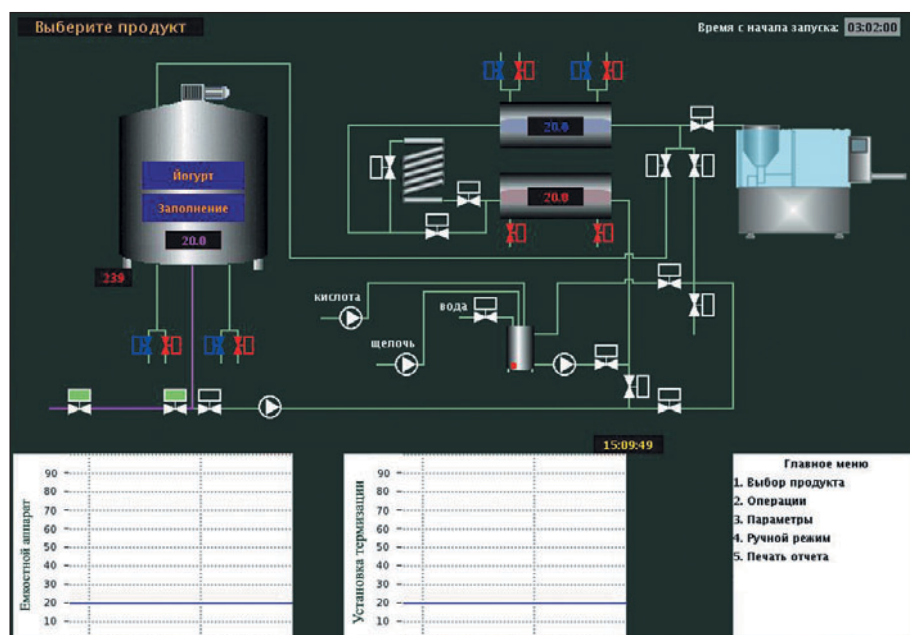 Выберите продукт
Время с начала запуска: 03:02:00
20.0
Йогурт
Заполнение
20.0
20.0
239
кислота
вода
щелочь
15:09:49
Емкостной аппарат
90
80
70
60
50
40
30
20
10
Установка термизации
90
80
70
60
50
40
30
20
10
Главное меню
1. Выбор продукта
2. Операции
3. Параметры
4. Ручной режим
5. Печать отчета